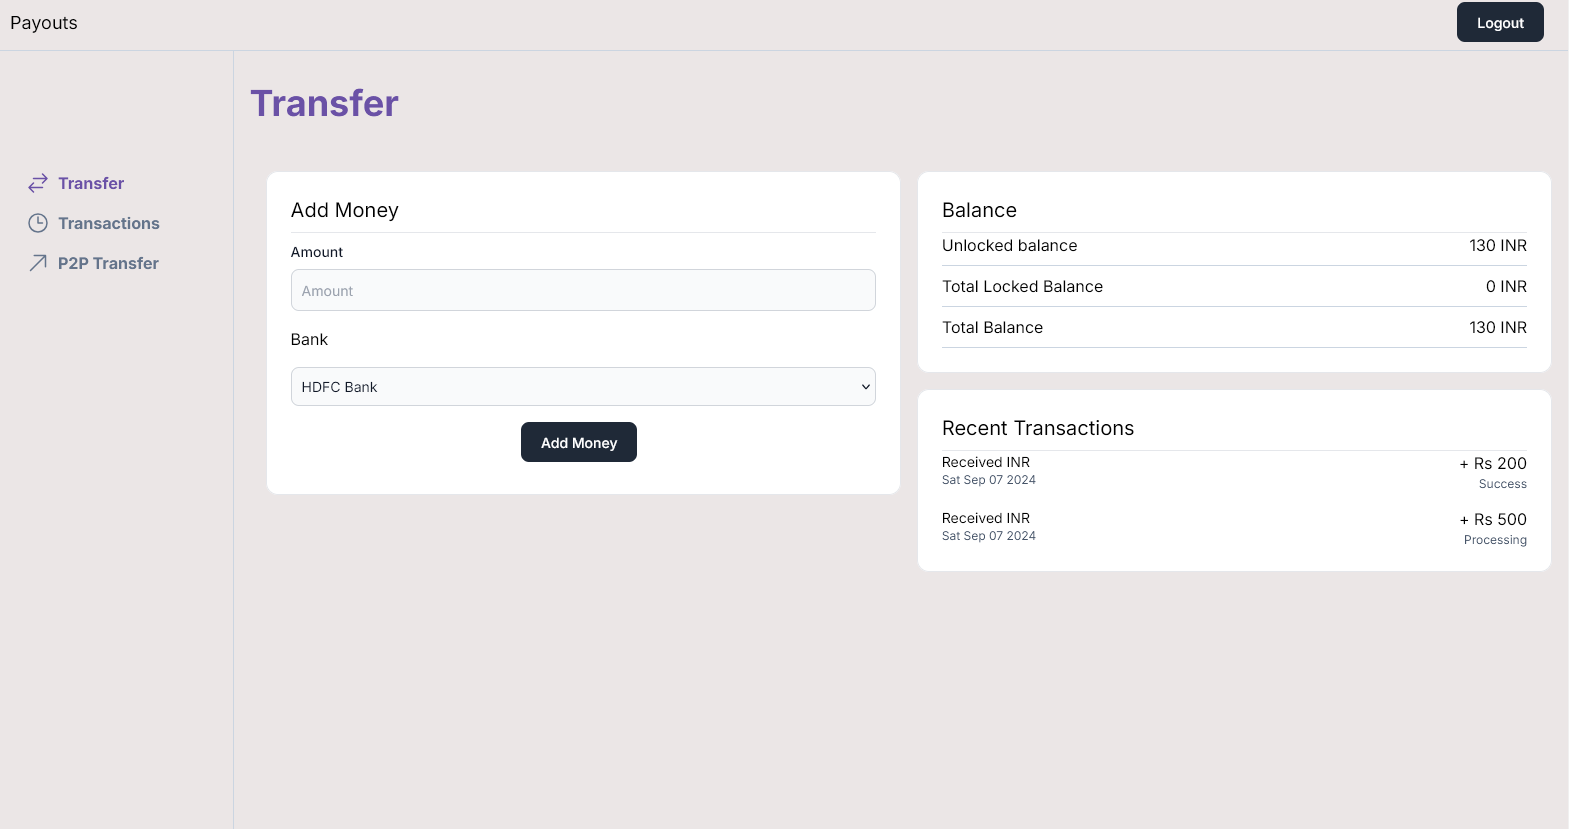 Payouts
Logout
Transfer
Transfer
Transactions
P2P Transfer
Add Money
Amount
Amount
Bank
HDFC Bank
Add Money
Balance
Unlocked balance 130 INR
Total Locked Balance 0 INR
Total Balance 130 INR
Recent Transactions
Received INR + Rs 200
Sat Sep 07 2024 Success
Received INR + Rs 500
Sat Sep 07 2024 Processing